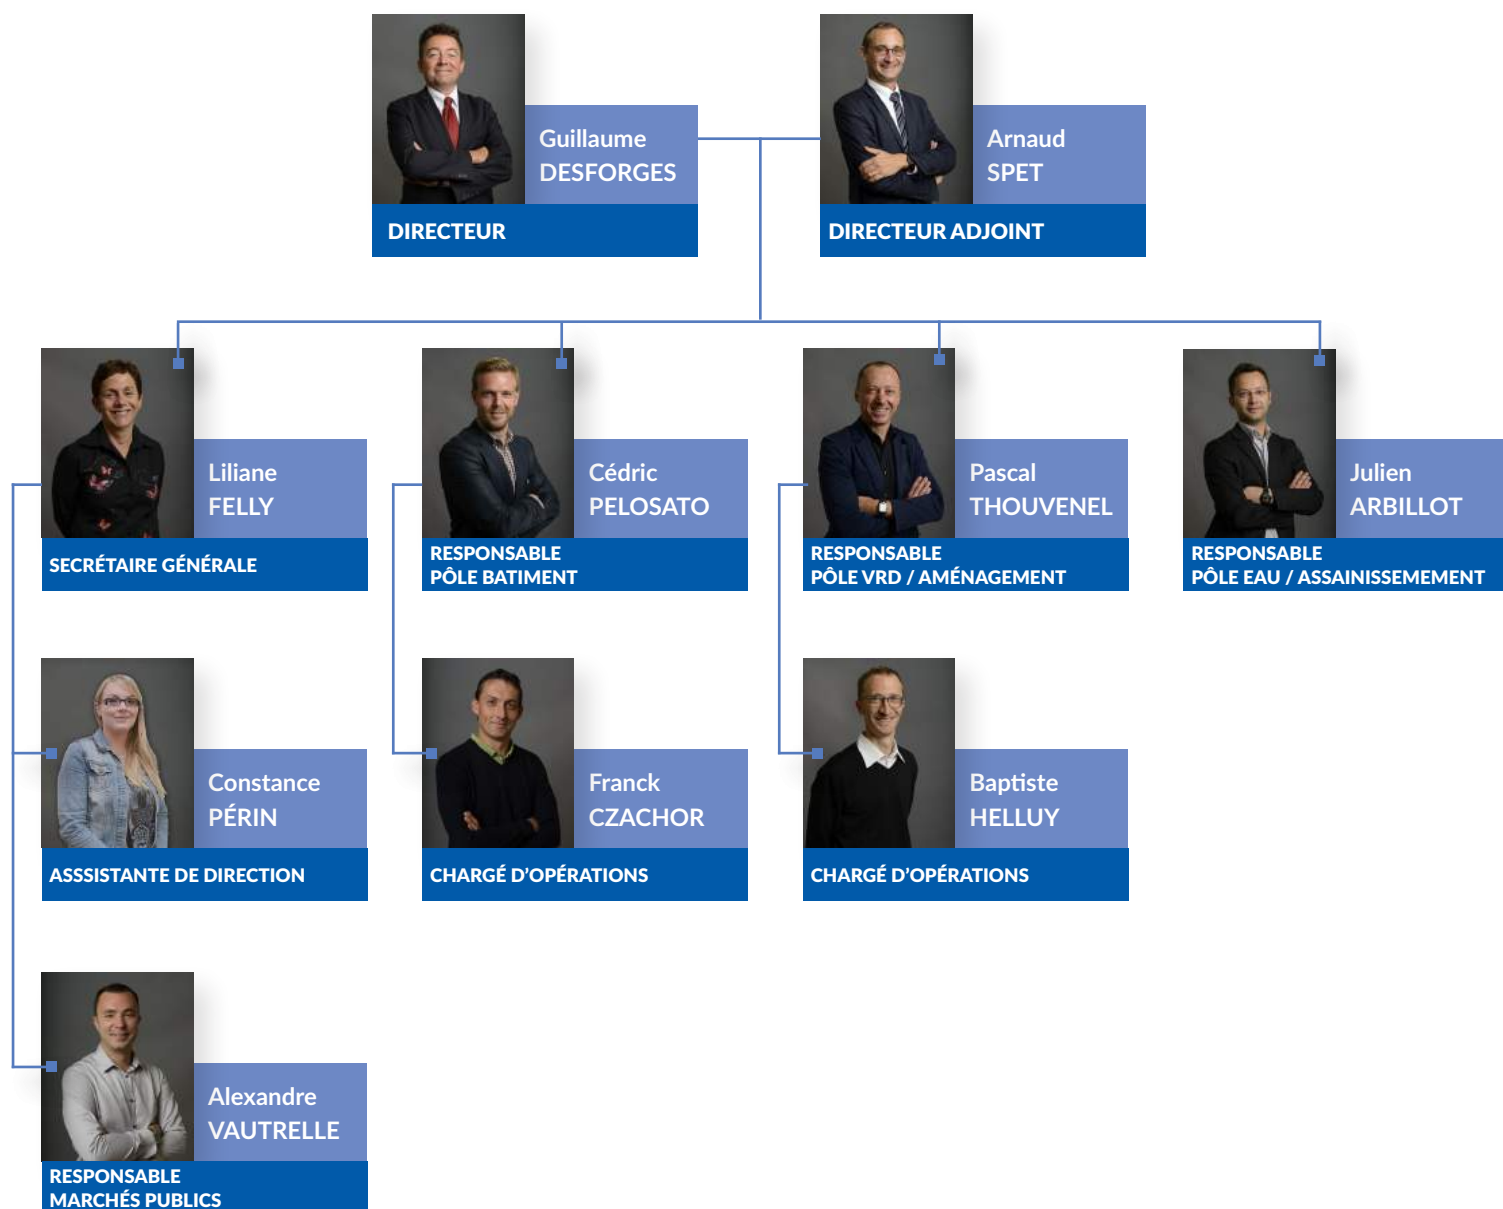 Guillaume
DESFORGES
DIRECTEUR
Arnaud
SPET
DIRECTEUR ADJOINT
Liliane
FELLY
SECRÉTAIRE GÉNÉRALE
Cédric
PELOSATO
RESPONSABLE
PÔLE BATIMENT
Pascal
THOUVENEL
RESPONSABLE
PÔLE VRD / AMÉNAGEMENT
Julien
ARBILLOT
RESPONSABLE
PÔLE EAU / ASSAINISSEMEMENT
Constance
PÉRIN
ASSSISTANTE DE DIRECTION
Franck
CZACHOR
CHARGÉ D’OPÉRATIONS
Baptiste
HELLUY
CHARGÉ D’OPÉRATIONS
Alexandre
VAUTRELLE
RESPONSABLE
MARCHÉS PUBLICS